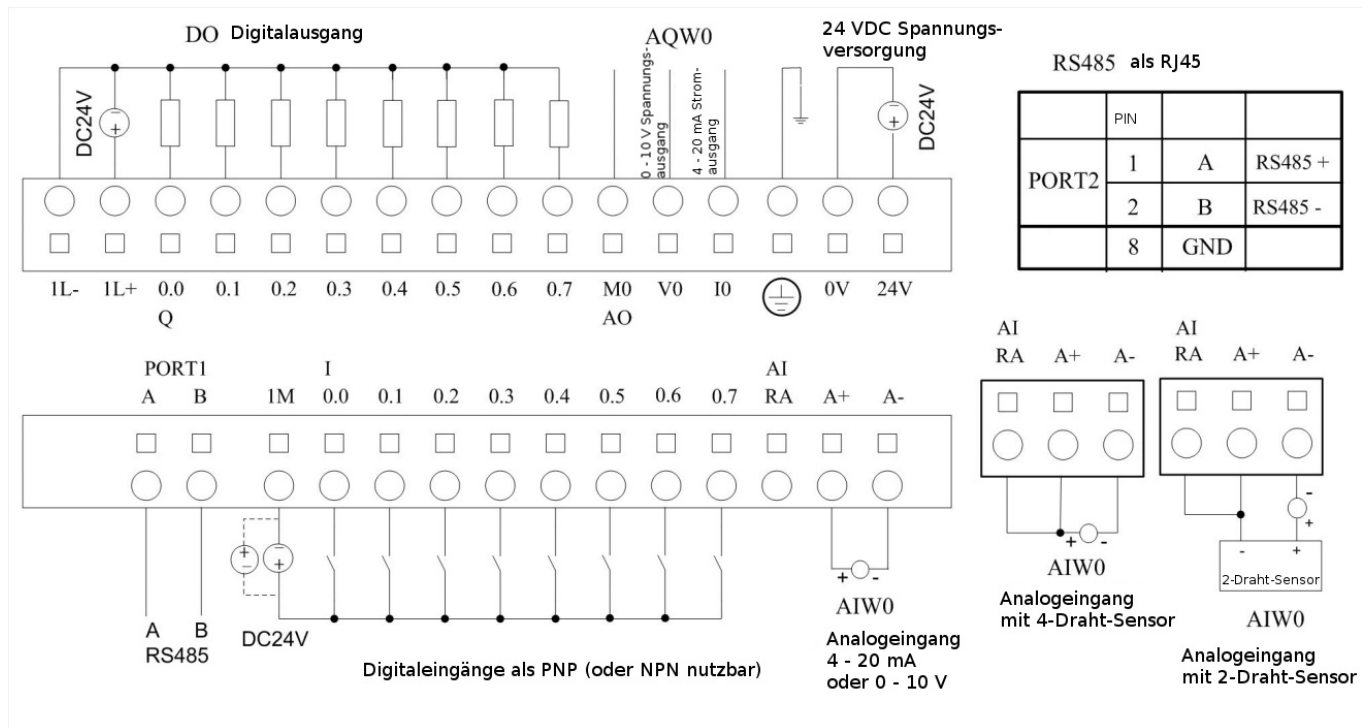 DO Digitalausgang
AQW0
24 VDC Spannungs-
versorgung
DC24V
- +
0 - 10 V Spannungs-
ausgang
4 - 20 mA Strom-
ausgang
- +
DC24V
1L- 1L+ 0.0 0.1 0.2 0.3 0.4 0.5 0.6 0.7 M0 V0 I0 0V 24V
Q AO
RS485 als RJ45
PIN
PORT2 1 A RS485 +
2 B RS485 -
8 GND
PORT1 I AI
A B 1M 0.0 0.1 0.2 0.3 0.4 0.5 0.6 0.7 RA A+ A-
+ - - +
A B
RS485
DC24V
Digitaleingänge als PNP (oder NPN nutzbar)
+ -
AIW0
Analogeingang
4 - 20 mA
oder 0 - 10 V
AI
RA A+ A-
+ -
AIW0
Analogeingang
mit 4-Draht-Sensor
AI
RA A+ A-
-
+
- +
2-Draht-Sensor
AIW0
Analogeingang
mit 2-Draht-Sensor